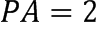 PA = 2